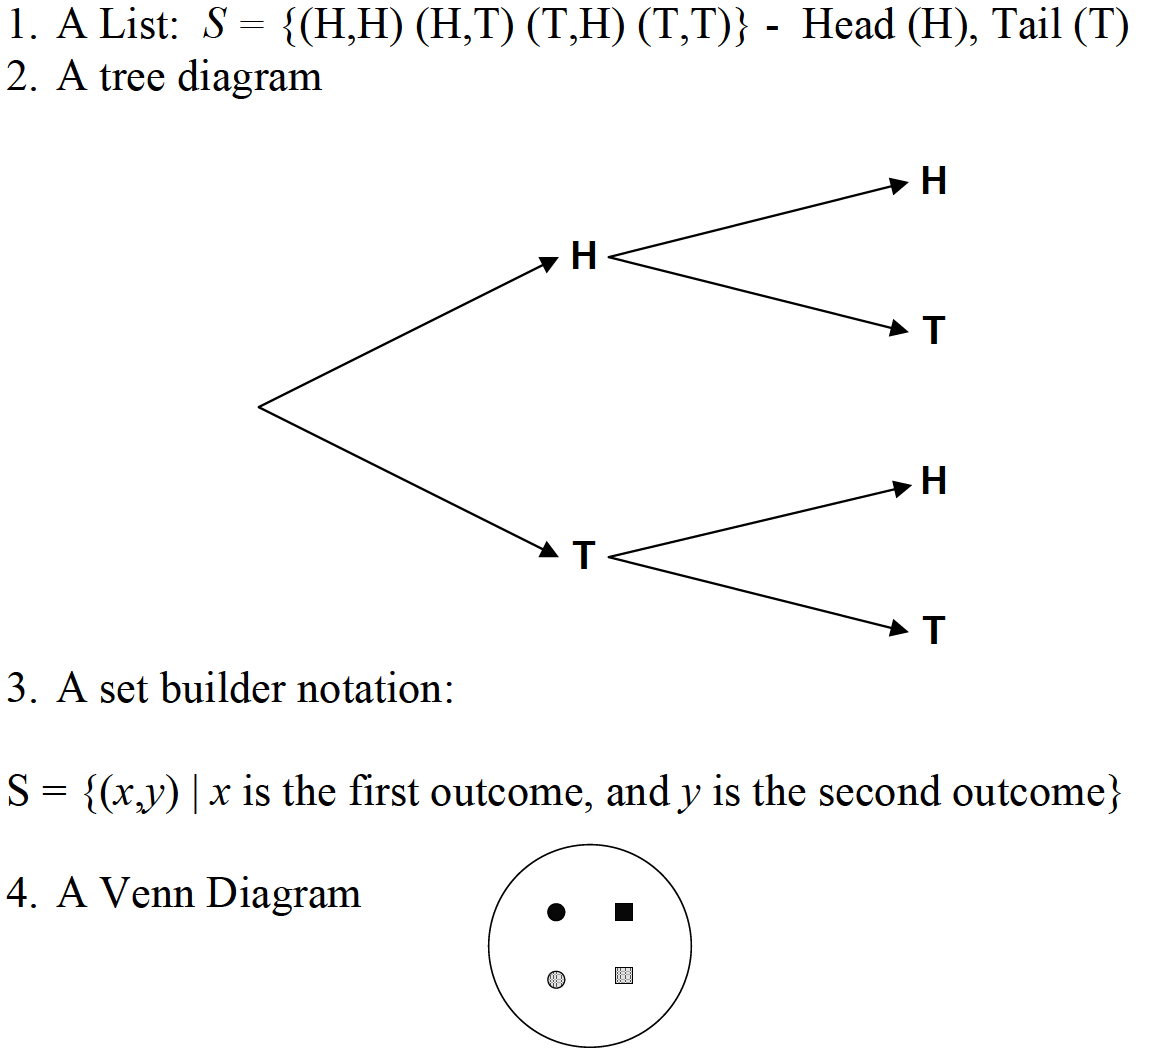 1. A List: S = {(H,H) (H,T) (T,H) (T,T)} - Head (H), Tail (T)
2. A tree diagram
H
H
T
H
T
T
3. A set builder notation:
S = {(x,y) | x is the first outcome, and y is the second outcome}
4. A Venn Diagram